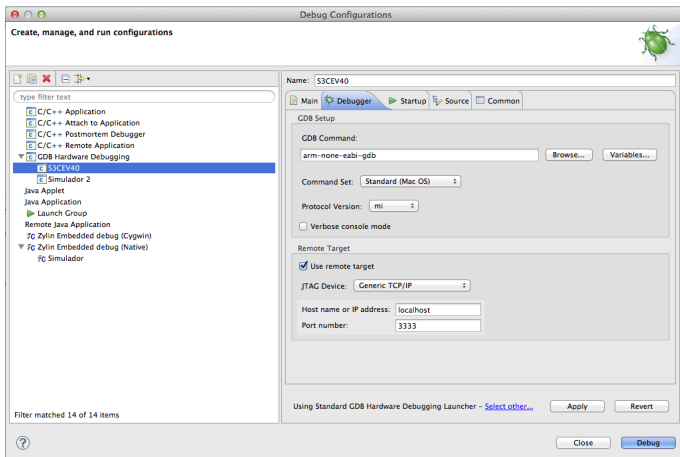 Debug Configurations
Create, manage, and run configurations
type filter text
C/C++ Application
C/C++ Attach to Application
C/C++ Postmortem Debugger
C/C++ Remote Application
GDB Hardware Debugging
S3CEV40
Simulador 2
Java Applet
Java Application
Launch Group
Remote Java Application
Zylin Embedded debug (Cygwin)
Zylin Embedded debug (Native)
Simulador
Filter matched 14 of 14 items
Name: S3CEV40
Main Debugger Startup Source Common
GDB Setup
GDB Command:
arm-none-eabi-gdb Browse... Variables...
Command Set: Standard (Mac OS)
Protocol Version: mi
Verbose console mode
Remote Target
Use remote target
JTAG Device: Generic TCP/IP
Host name or IP address: localhost
Port number: 3333
Using Standard GDB Hardware Debugging Launcher – Select other... Apply Revert
? Close Debug